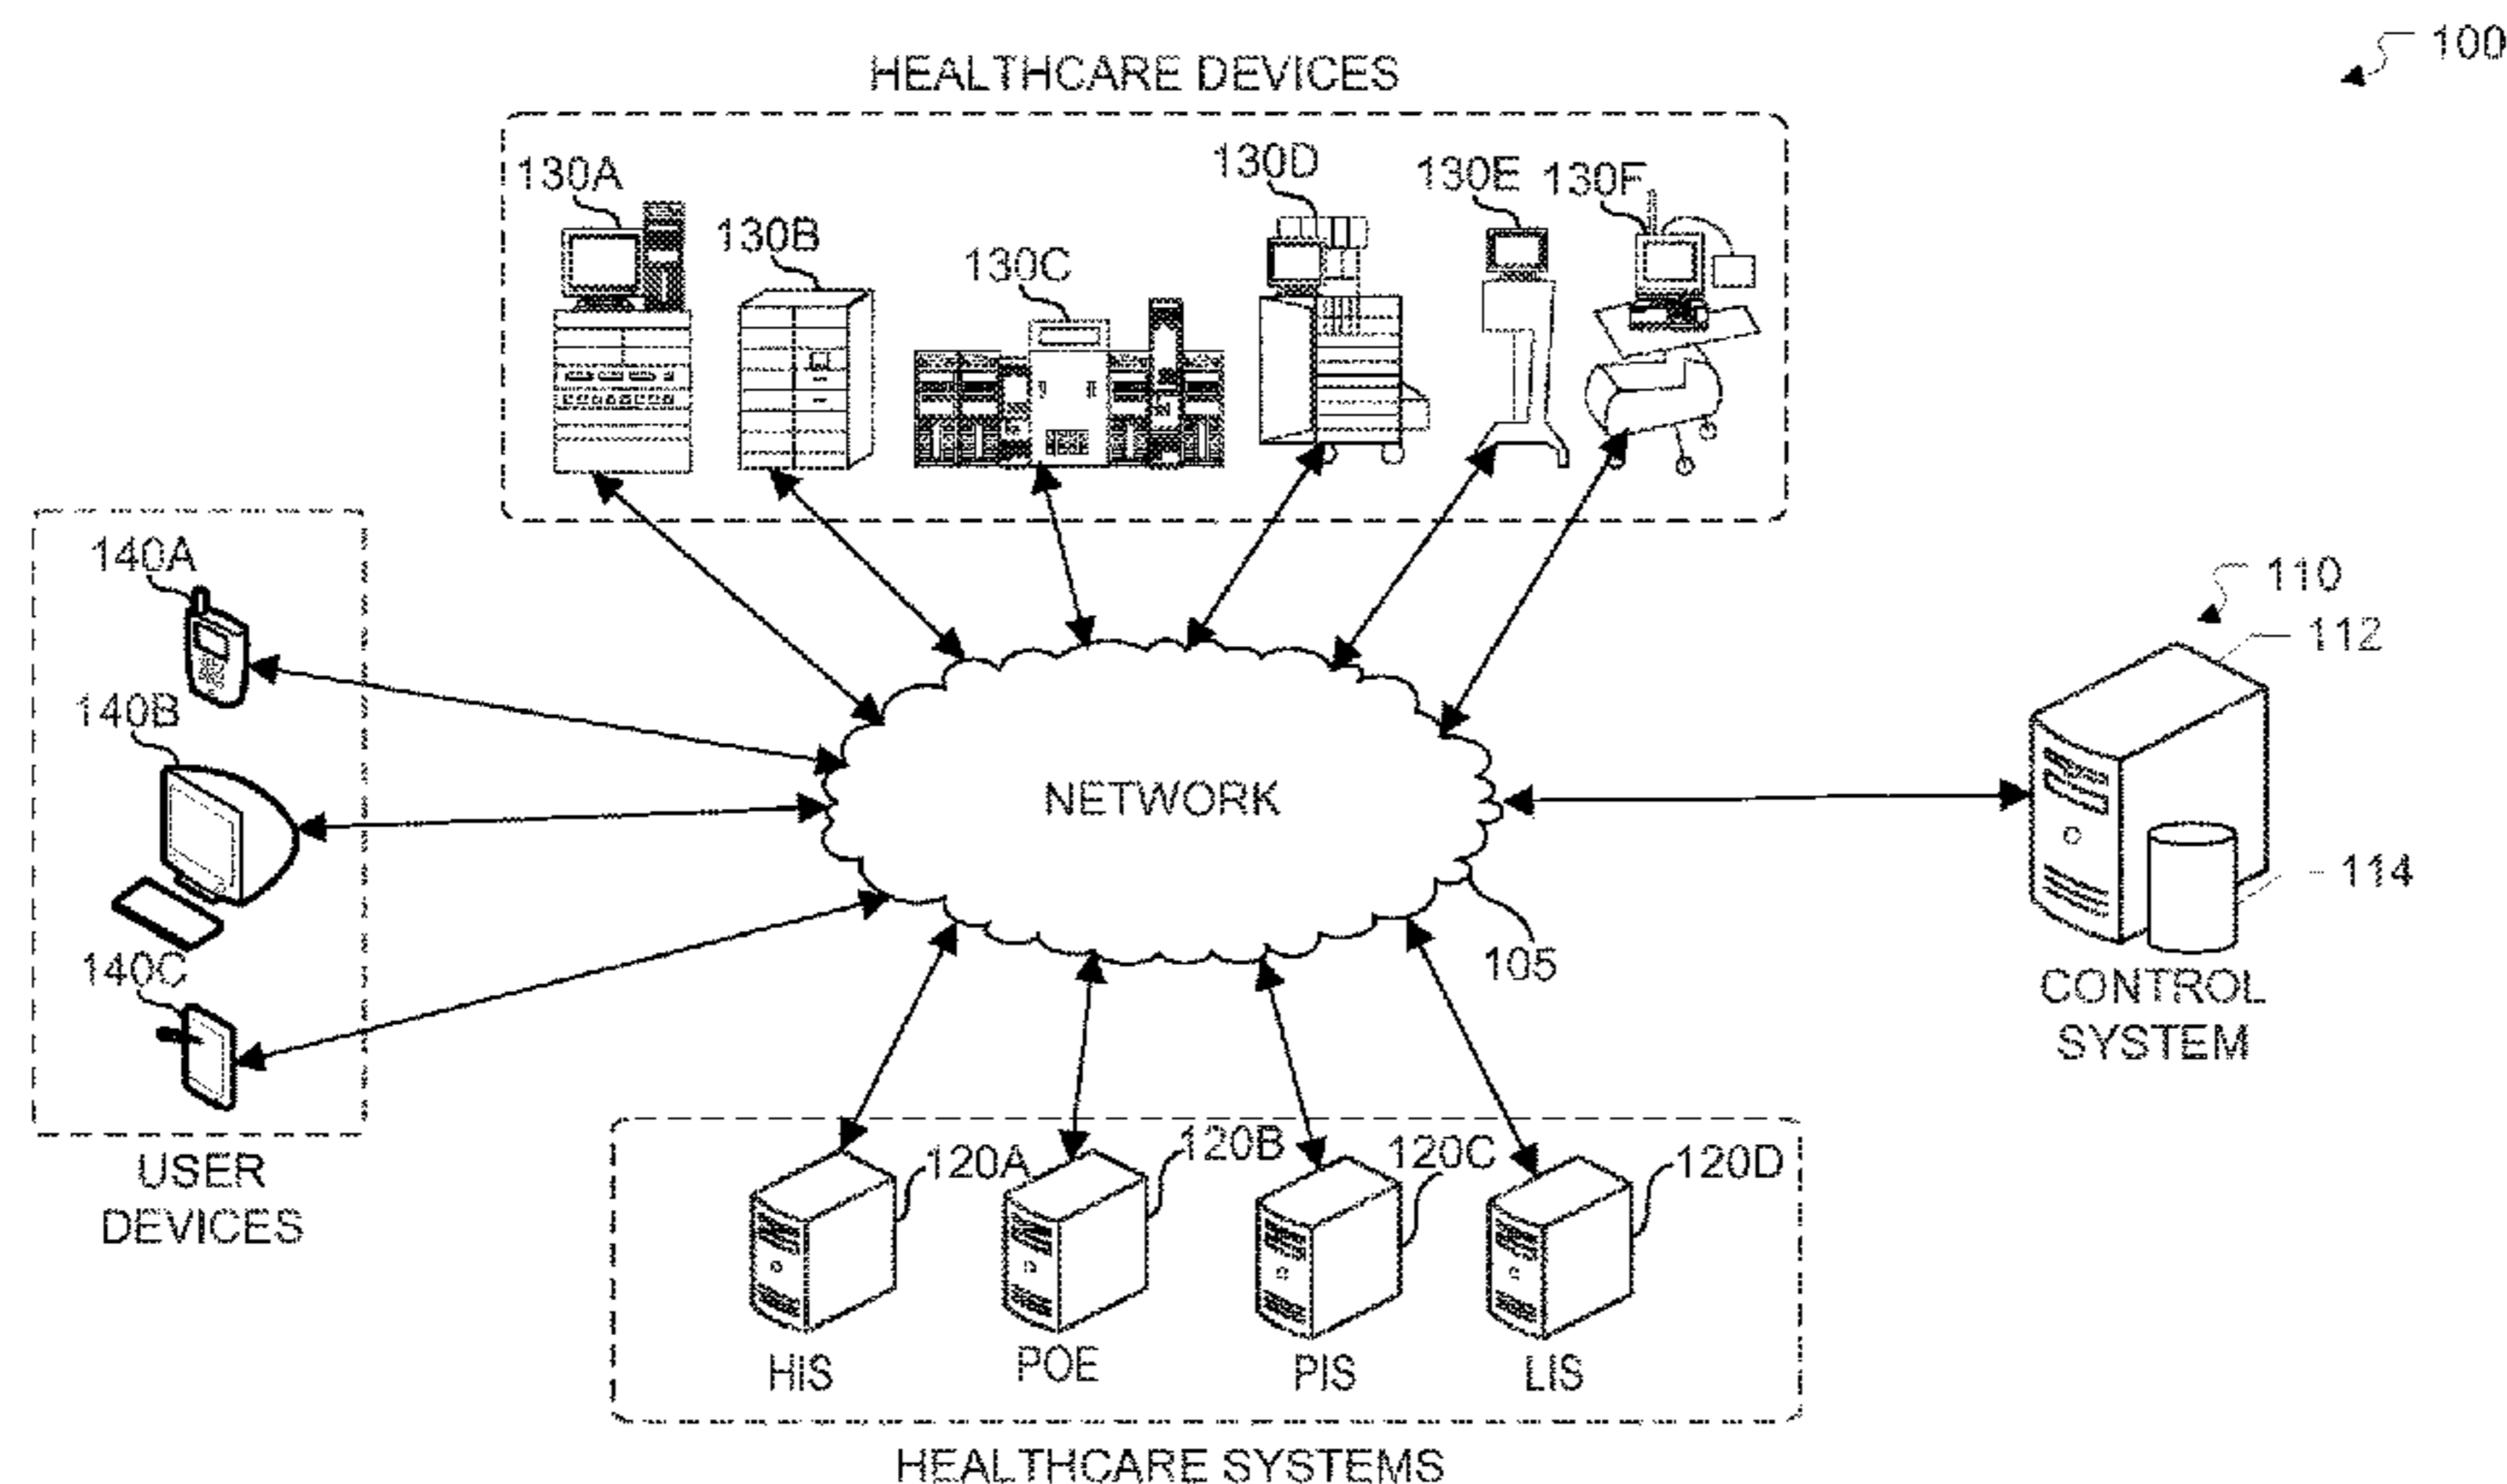 100
HEALTHCARE DEVICES
130A
130B
130C
130D
130E
130F
140A
140B
140C
USER
DEVICES
NETWORK
105
110
112
114
CONTROL
SYSTEM
120A
120B
120C
120D
HIS
POE
PIS
LIS
HEALTHCARE SYSTEMS